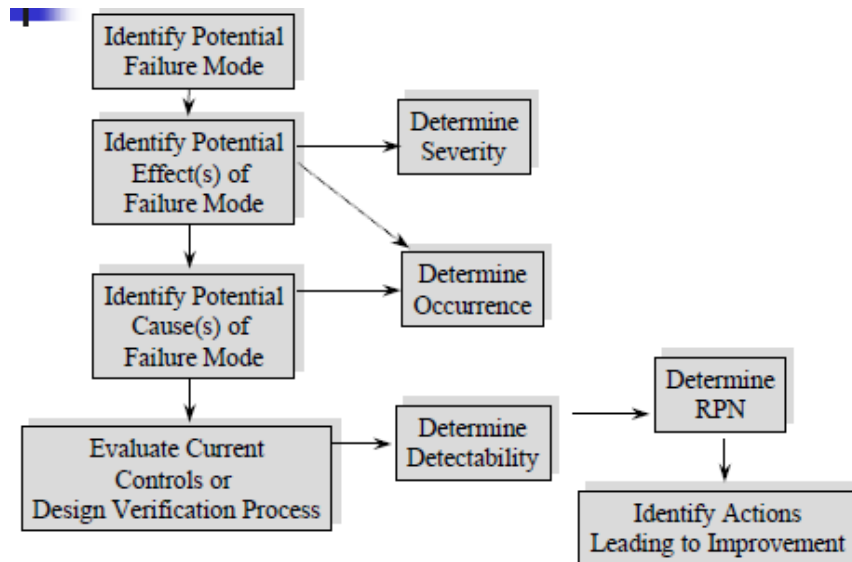 Identify Potential
Failure Mode
Identify Potential
Effect(s) of
Failure Mode
Determine
Severity
Identify Potential
Cause(s) of
Failure Mode
Determine
Occurrence
Evaluate Current
Controls or
Design Verification Process
Determine
Detectability
Determine
RPN
Identify Actions
Leading to Improvement